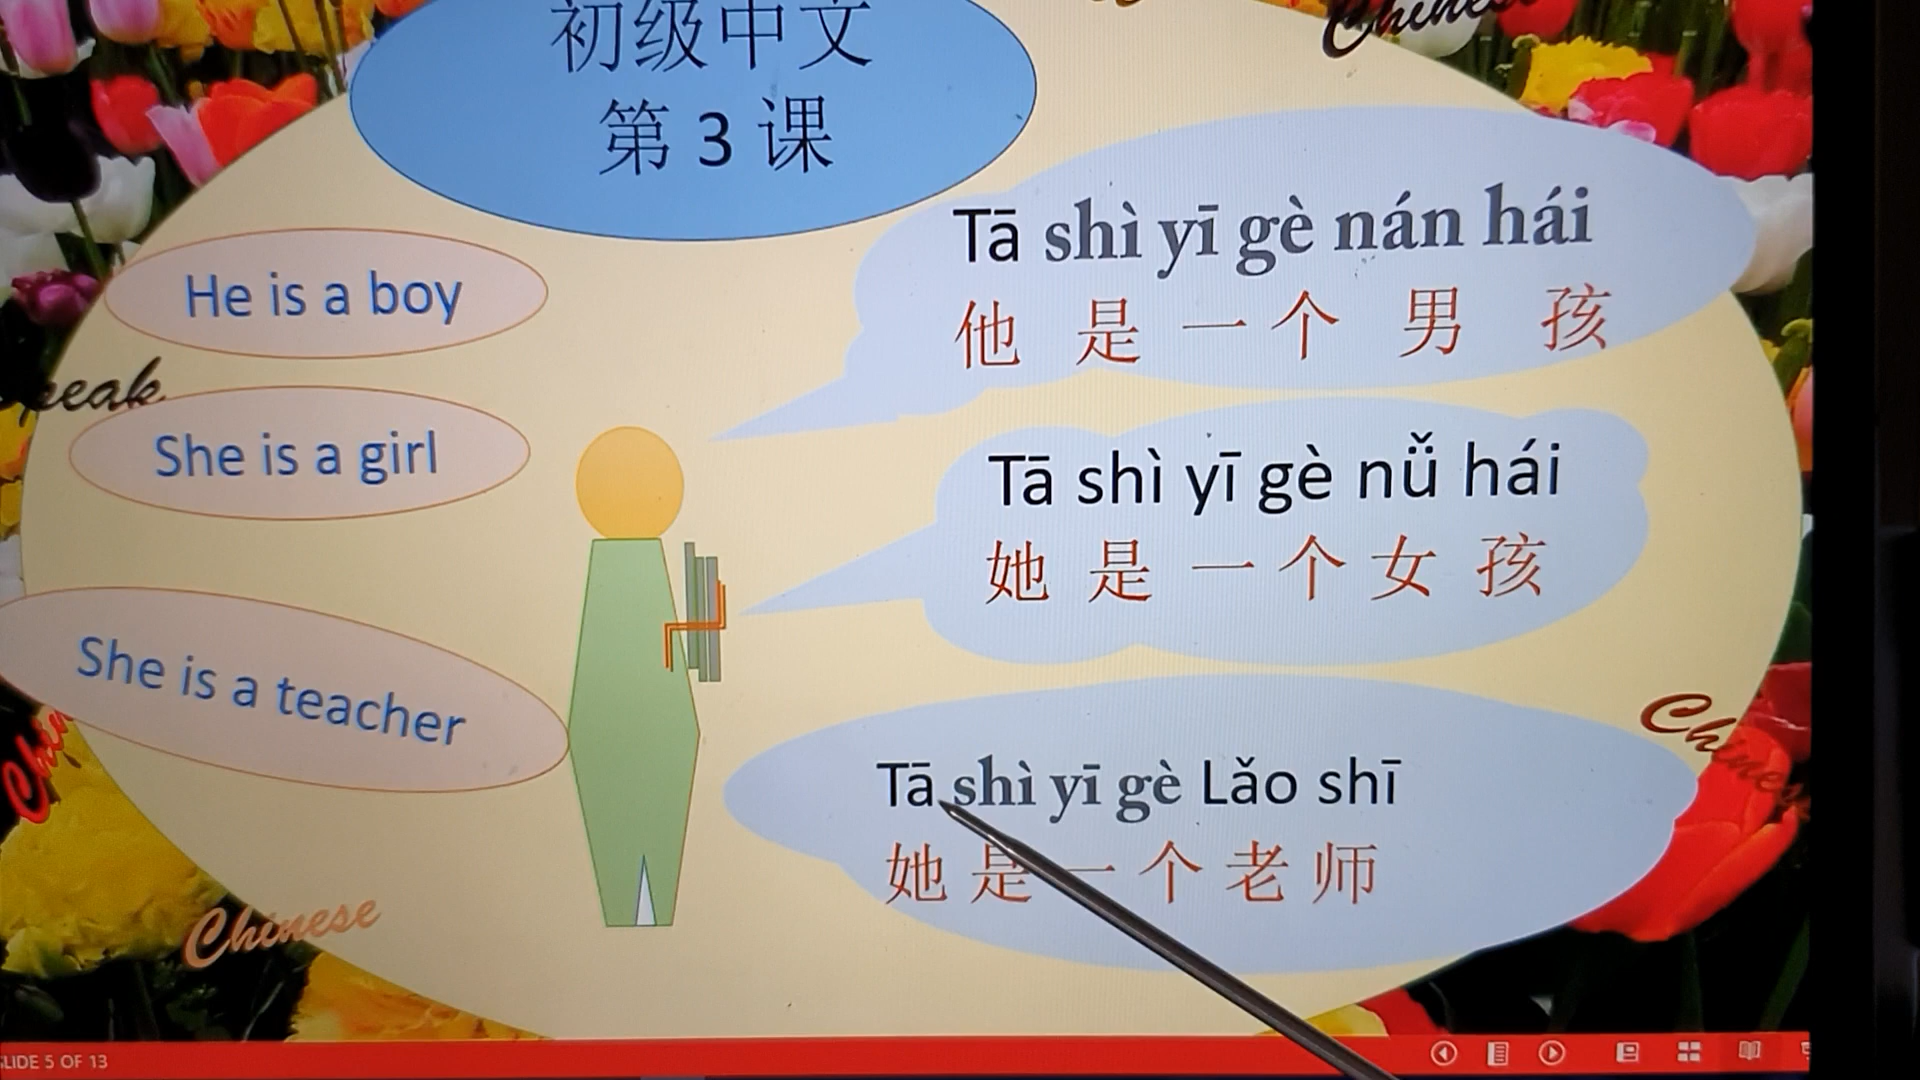 初级中文
第 3 课
Chinese
He is a boy
Tā shì yī gè nán hái
他 是 一 个 男 孩
peak
She is a girl
Tā shì yī gè nǚ hái
她 是 一 个 女 孩
She is a teacher
Chin
Chinese
Tā shì yī gè Lǎo shī
她 是 一 个 老 师
Chinese
SLIDE 5 OF 13